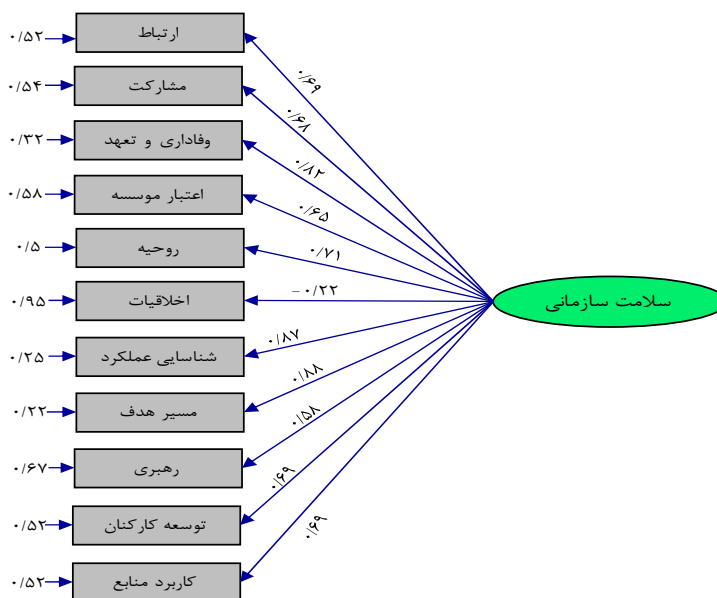 ارتباط
۰/۵۲
۰/۶۹
مشارکت
۰/۵۴
۰/۶۸
وفاداری و تعهد
۰/۳۲
۰/۸۲
اعتبار موسسه
۰/۵۸
۰/۶۵
روحیه
۰/۵
۰/۷۱
اخلاقیات
۰/۹۵
−۰/۲۲
سلامت سازمانی
شناسایی عملکرد
۰/۲۵
۰/۸۷
مسیر هدف
۰/۲۲
۰/۸۸
رهبری
۰/۶۷
۰/۵۸
توسعه کارکنان
۰/۵۲
۰/۶۹
کاربرد منابع
۰/۵۲
۰/۶۹